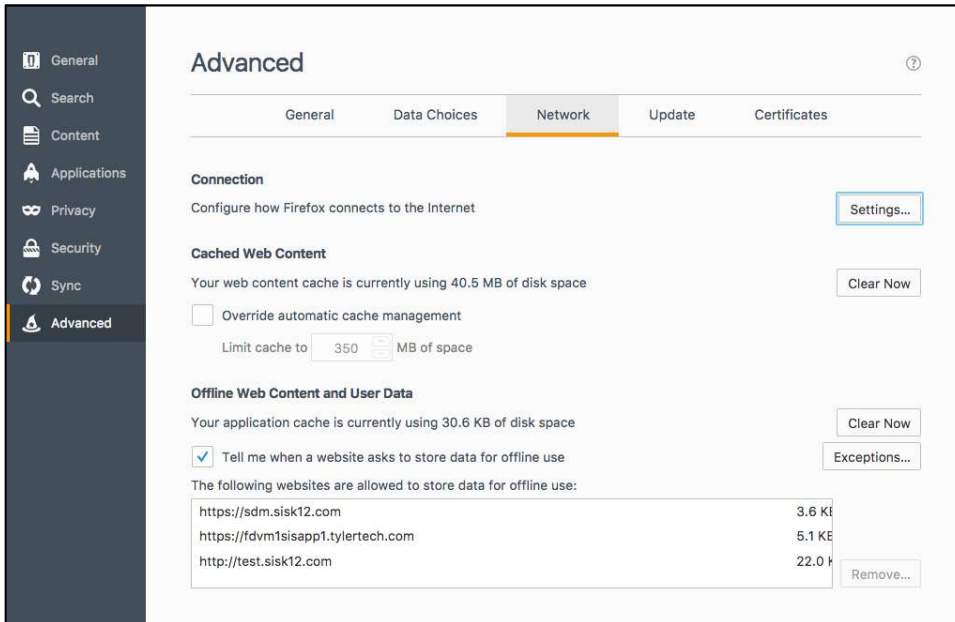 General
Search
Content
Applications
Privacy
Security
Sync
Advanced
Advanced
General Data Choices Network Update Certificates
Connection
Configure how Firefox connects to the Internet Settings...
Cached Web Content
Your web content cache is currently using 40.5 MB of disk space Clear Now
Override automatic cache management
Limit cache to 350 MB of space
Offline Web Content and User Data
Your application cache is currently using 30.6 KB of disk space Clear Now
Tell me when a website asks to store data for offline use Exceptions...
The following websites are allowed to store data for offline use:
https://sdm.sisk12.com 3.6 KB
https://fdvm1sisapp1.tylertech.com 5.1 KB
http://test.sisk12.com 22.0
Remove...